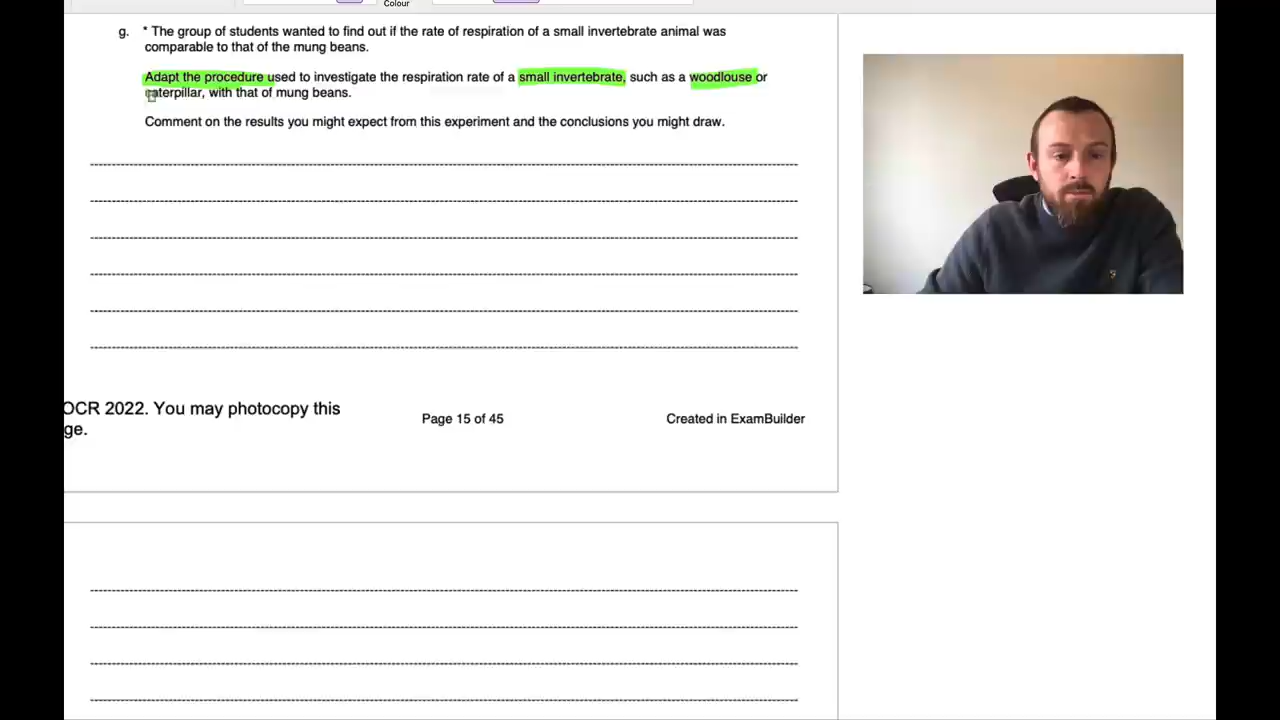 Colour
g. * The group of students wanted to find out if the rate of respiration of a small invertebrate animal was
comparable to that of the mung beans.
Adapt the procedure used to investigate the respiration rate of a small invertebrate, such as a woodlouse or
caterpillar, with that of mung beans.
Comment on the results you might expect from this experiment and the conclusions you might draw.
OCR 2022. You may photocopy this
ge.
Page 15 of 45
Created in ExamBuilder